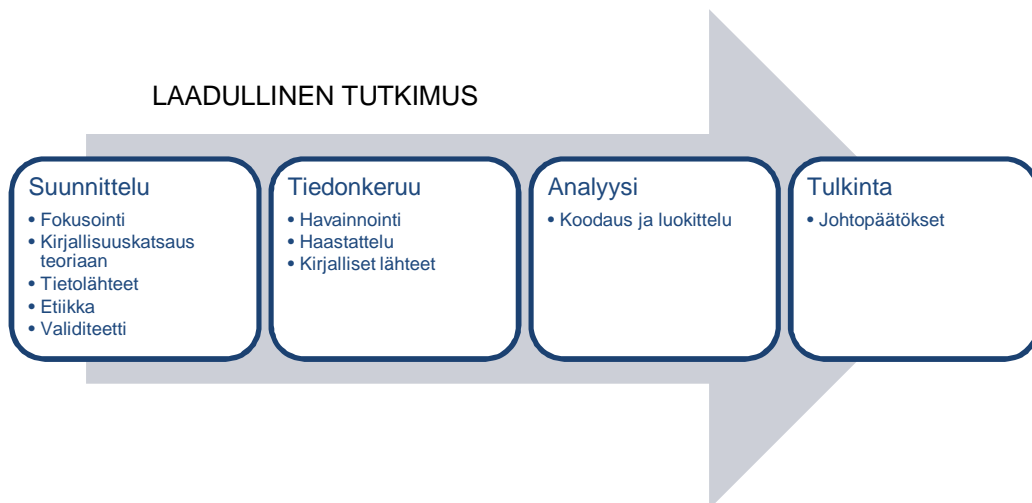 LAADULLINEN TUTKIMUS
Suunnittelu
• Fokusointi
• Kirjallisuuskatsaus
teoriaan
• Tietolähteet
• Etiikka
• Validiteetti
Tiedonkeruu
• Havainnointi
• Haastattelu
• Kirjalliset lähteet
Analyysi
• Koodaus ja luokittelu
Tulkinta
• Johtopäätökset